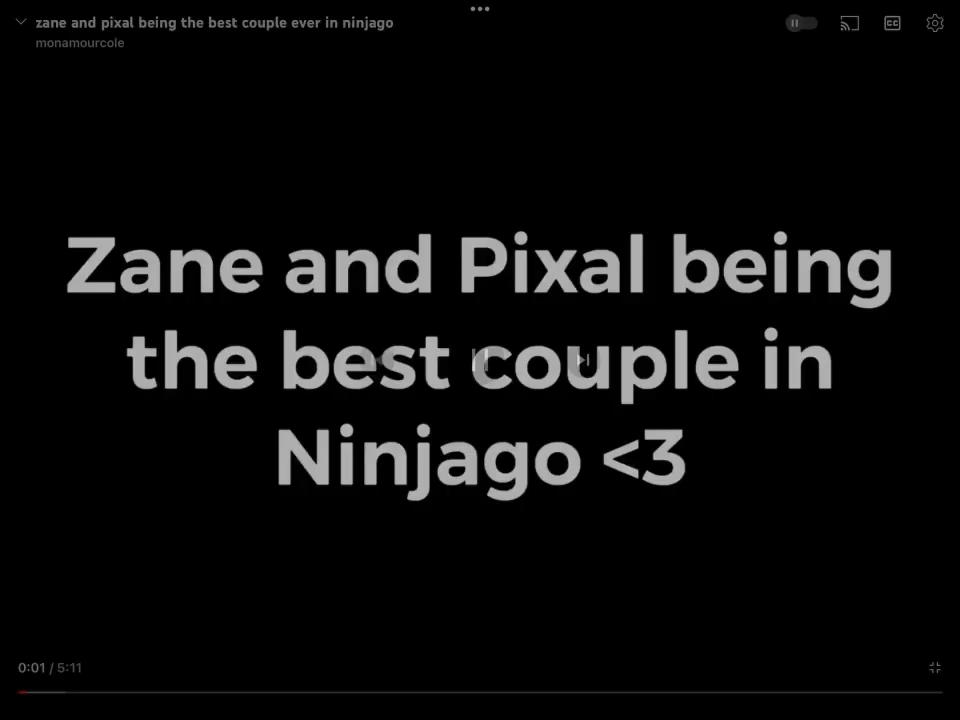 zane and pixal being the best couple ever in ninjago
monamourcole
CC
Zane and Pixal being
the best couple in
Ninjago <3
0:01 / 5:11